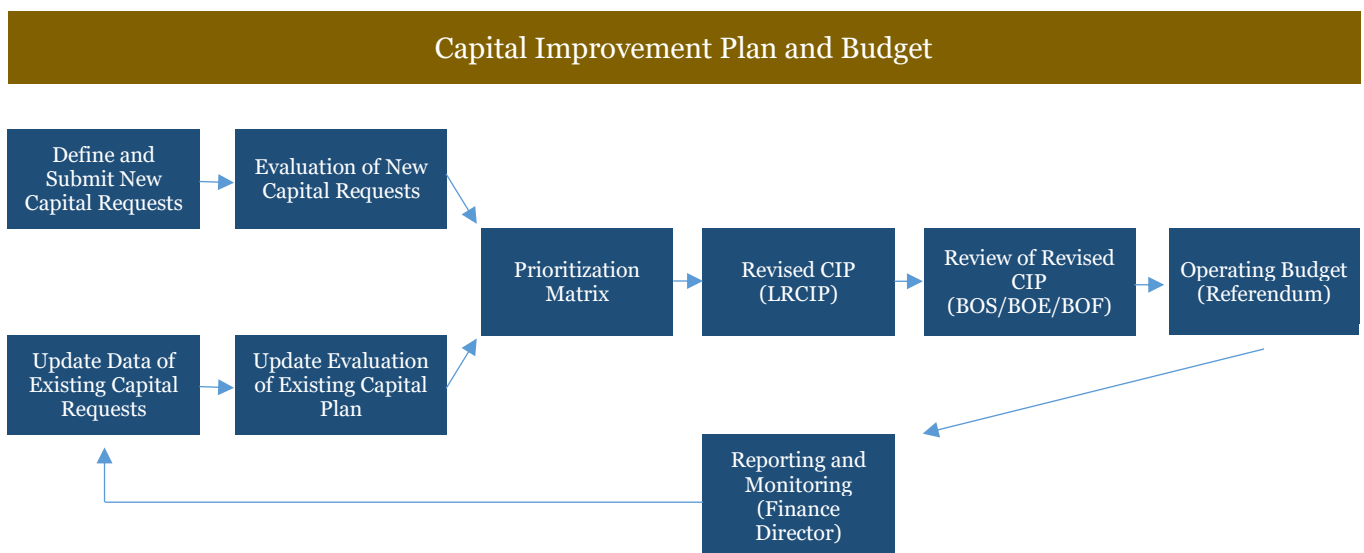 Capital Improvement Plan and Budget
Define and
Submit New
Capital Requests
Evaluation of New
Capital Requests
Prioritization
Matrix
Revised CIP
(LRCIP)
Review of Revised
CIP
(BOS/BOE/BOF)
Operating Budget
(Referendum)
Update Data of
Existing Capital
Requests
Update Evaluation
of Existing Capital
Plan
Reporting and
Monitoring
(Finance
Director)